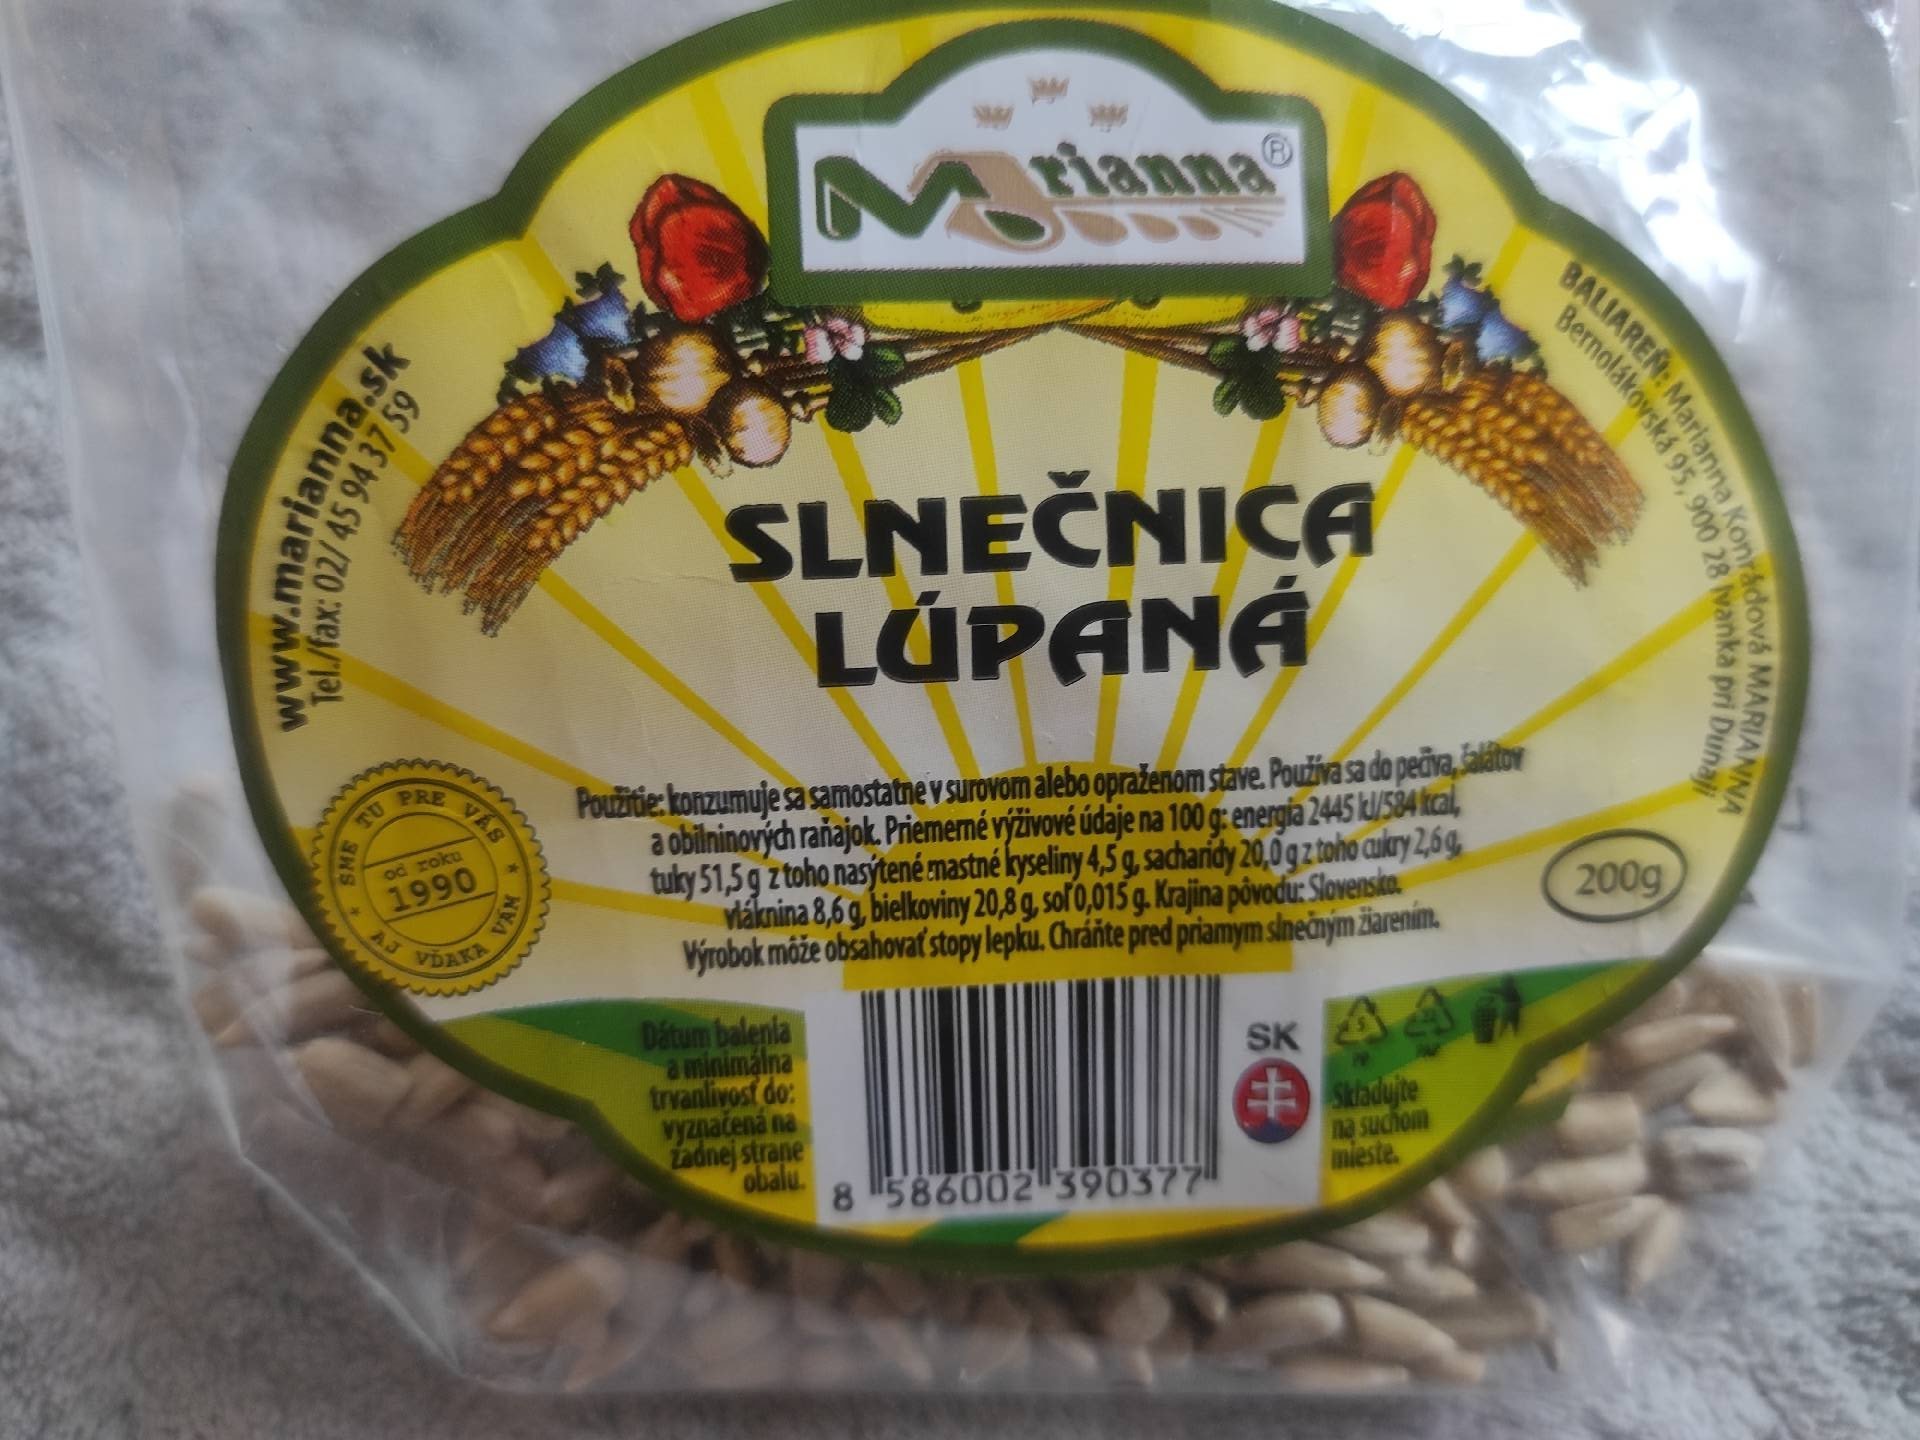 Marianna®
www.marianna.sk
Tel./fax: 02/ 45 94 37 59
BALIAREŇ: Marianna Konrádová MARIANNA
Bernolákovská 95, 900 28 Ivanka pri Dunaji
SLNEČNICA
LÚPANÁ
SME TU PRE VÁS * AJ VĎAKA VÁM *
od roku
1990
Použitie: konzumuje sa samostatne v surovom alebo opraženom stave. Používa sa do pečiva, šalátov
a obilninových raňajok. Priemerné výživové údaje na 100 g: energia 2445 kJ/584 kcal,
tuky 51,5 g z toho nasýtené mastné kyseliny 4,5 g, sacharidy 20,0 g z toho cukry 2,6 g,
vláknina 8,6 g, bielkoviny 20,8 g, soľ 0,015 g. Krajina pôvodu: Slovensko.
Výrobok môže obsahovať stopy lepku. Chráňte pred priamym slnečným žiarením.
200g
Dátum balenia
a minimálna
trvanlivosť do:
vyznačená na
zadnej strane
obalu.
8 586002 390377
SK
5
PP
PAP
Skladujte
na suchom
mieste.